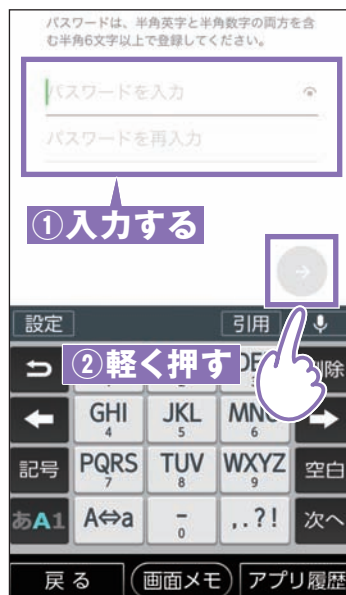 パスワードは、半角英字と半角数字の両方を含
む半角6文字以上で登録してください。
パスワードを入力
パスワードを再入力
①入力する
設定 引用
②軽く押す
GHI JKL
4 5 6
記号 PQRS TUV WXYZ 空白
7 8 9
あA1 A⇔a - ,.?! 次へ
0
戻る 画面メモ アプリ履歴